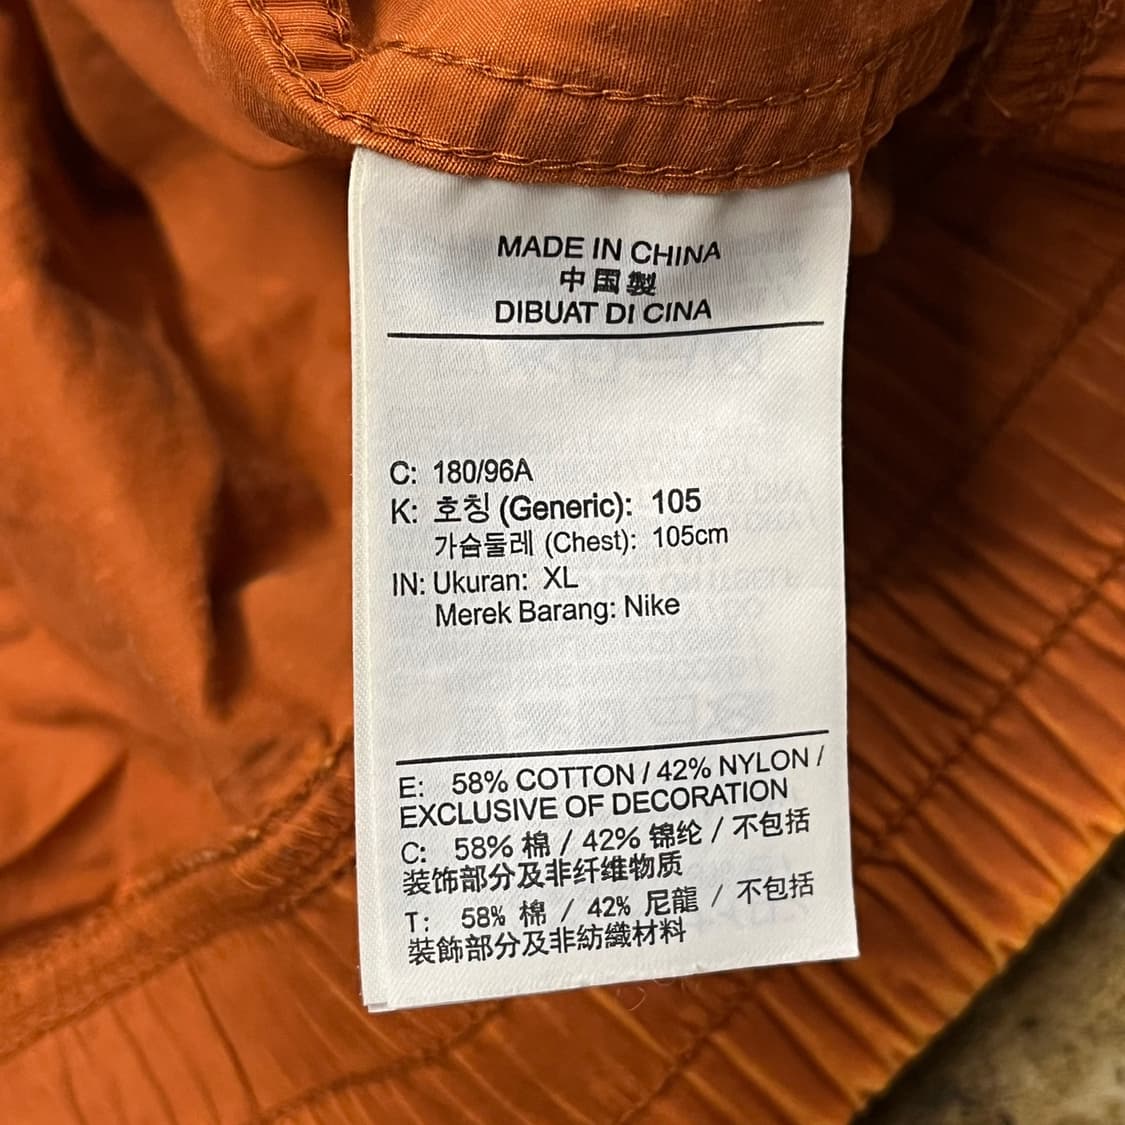 MADE IN CHINA
中国製
DIBUAT DI CINA
C: 180/96A
K: 호칭 (Generic): 105
가슴둘레 (Chest): 105cm
IN: Ukuran: XL
Merek Barang: Nike
E: 58% COTTON / 42% NYLON /
EXCLUSIVE OF DECORATION
C: 58% 棉 / 42% 锦纶 / 不包括
装饰部分及非纤维物质
T: 58% 棉 / 42% 尼龍 / 不包括
裝飾部分及非紡織材料